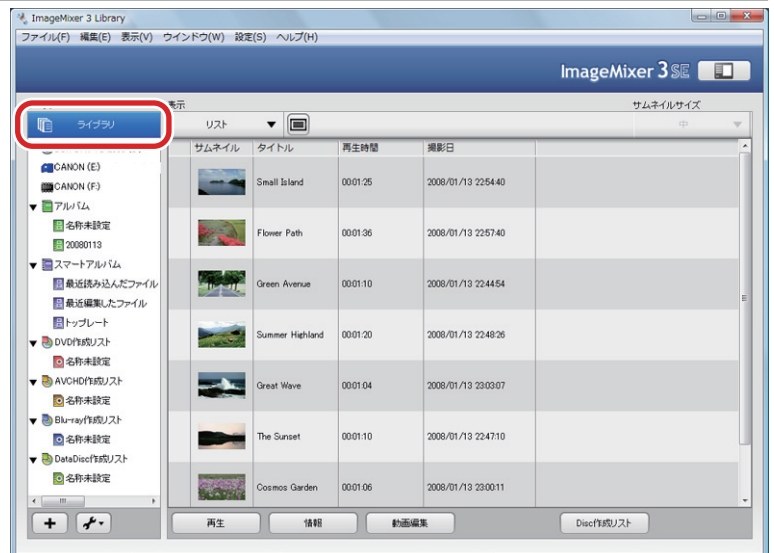 ImageMixer 3 Library
ファイル(F) 編集(E) 表示(V) ウインドウ(W) 設定(S) ヘルプ(H)
ImageMixer 3 SE
表示
サムネイルサイズ
ライブラリ
リスト
中
サムネイル タイトル 再生時間 撮影日
CANON (E:)
CANON (F:)
アルバム
名称未設定
20080113
スマートアルバム
最近読み込んだファイル
最近編集したファイル
トップレート
DVD作成リスト
名称未設定
AVCHD作成リスト
名称未設定
Blu-ray作成リスト
名称未設定
DataDisc作成リスト
名称未設定
Small Island 00:01:25 2008/01/13 22:54:40
Flower Path 00:01:36 2008/01/13 22:57:40
Green Avenue 00:01:10 2008/01/13 22:44:54
Summer Highland 00:01:20 2008/01/13 22:48:26
Great Wave 00:01:04 2008/01/13 23:03:07
The Sunset 00:01:10 2008/01/13 22:47:10
Cosmos Garden 00:01:06 2008/01/13 23:00:11
再生
情報
動画編集
Disc作成リスト